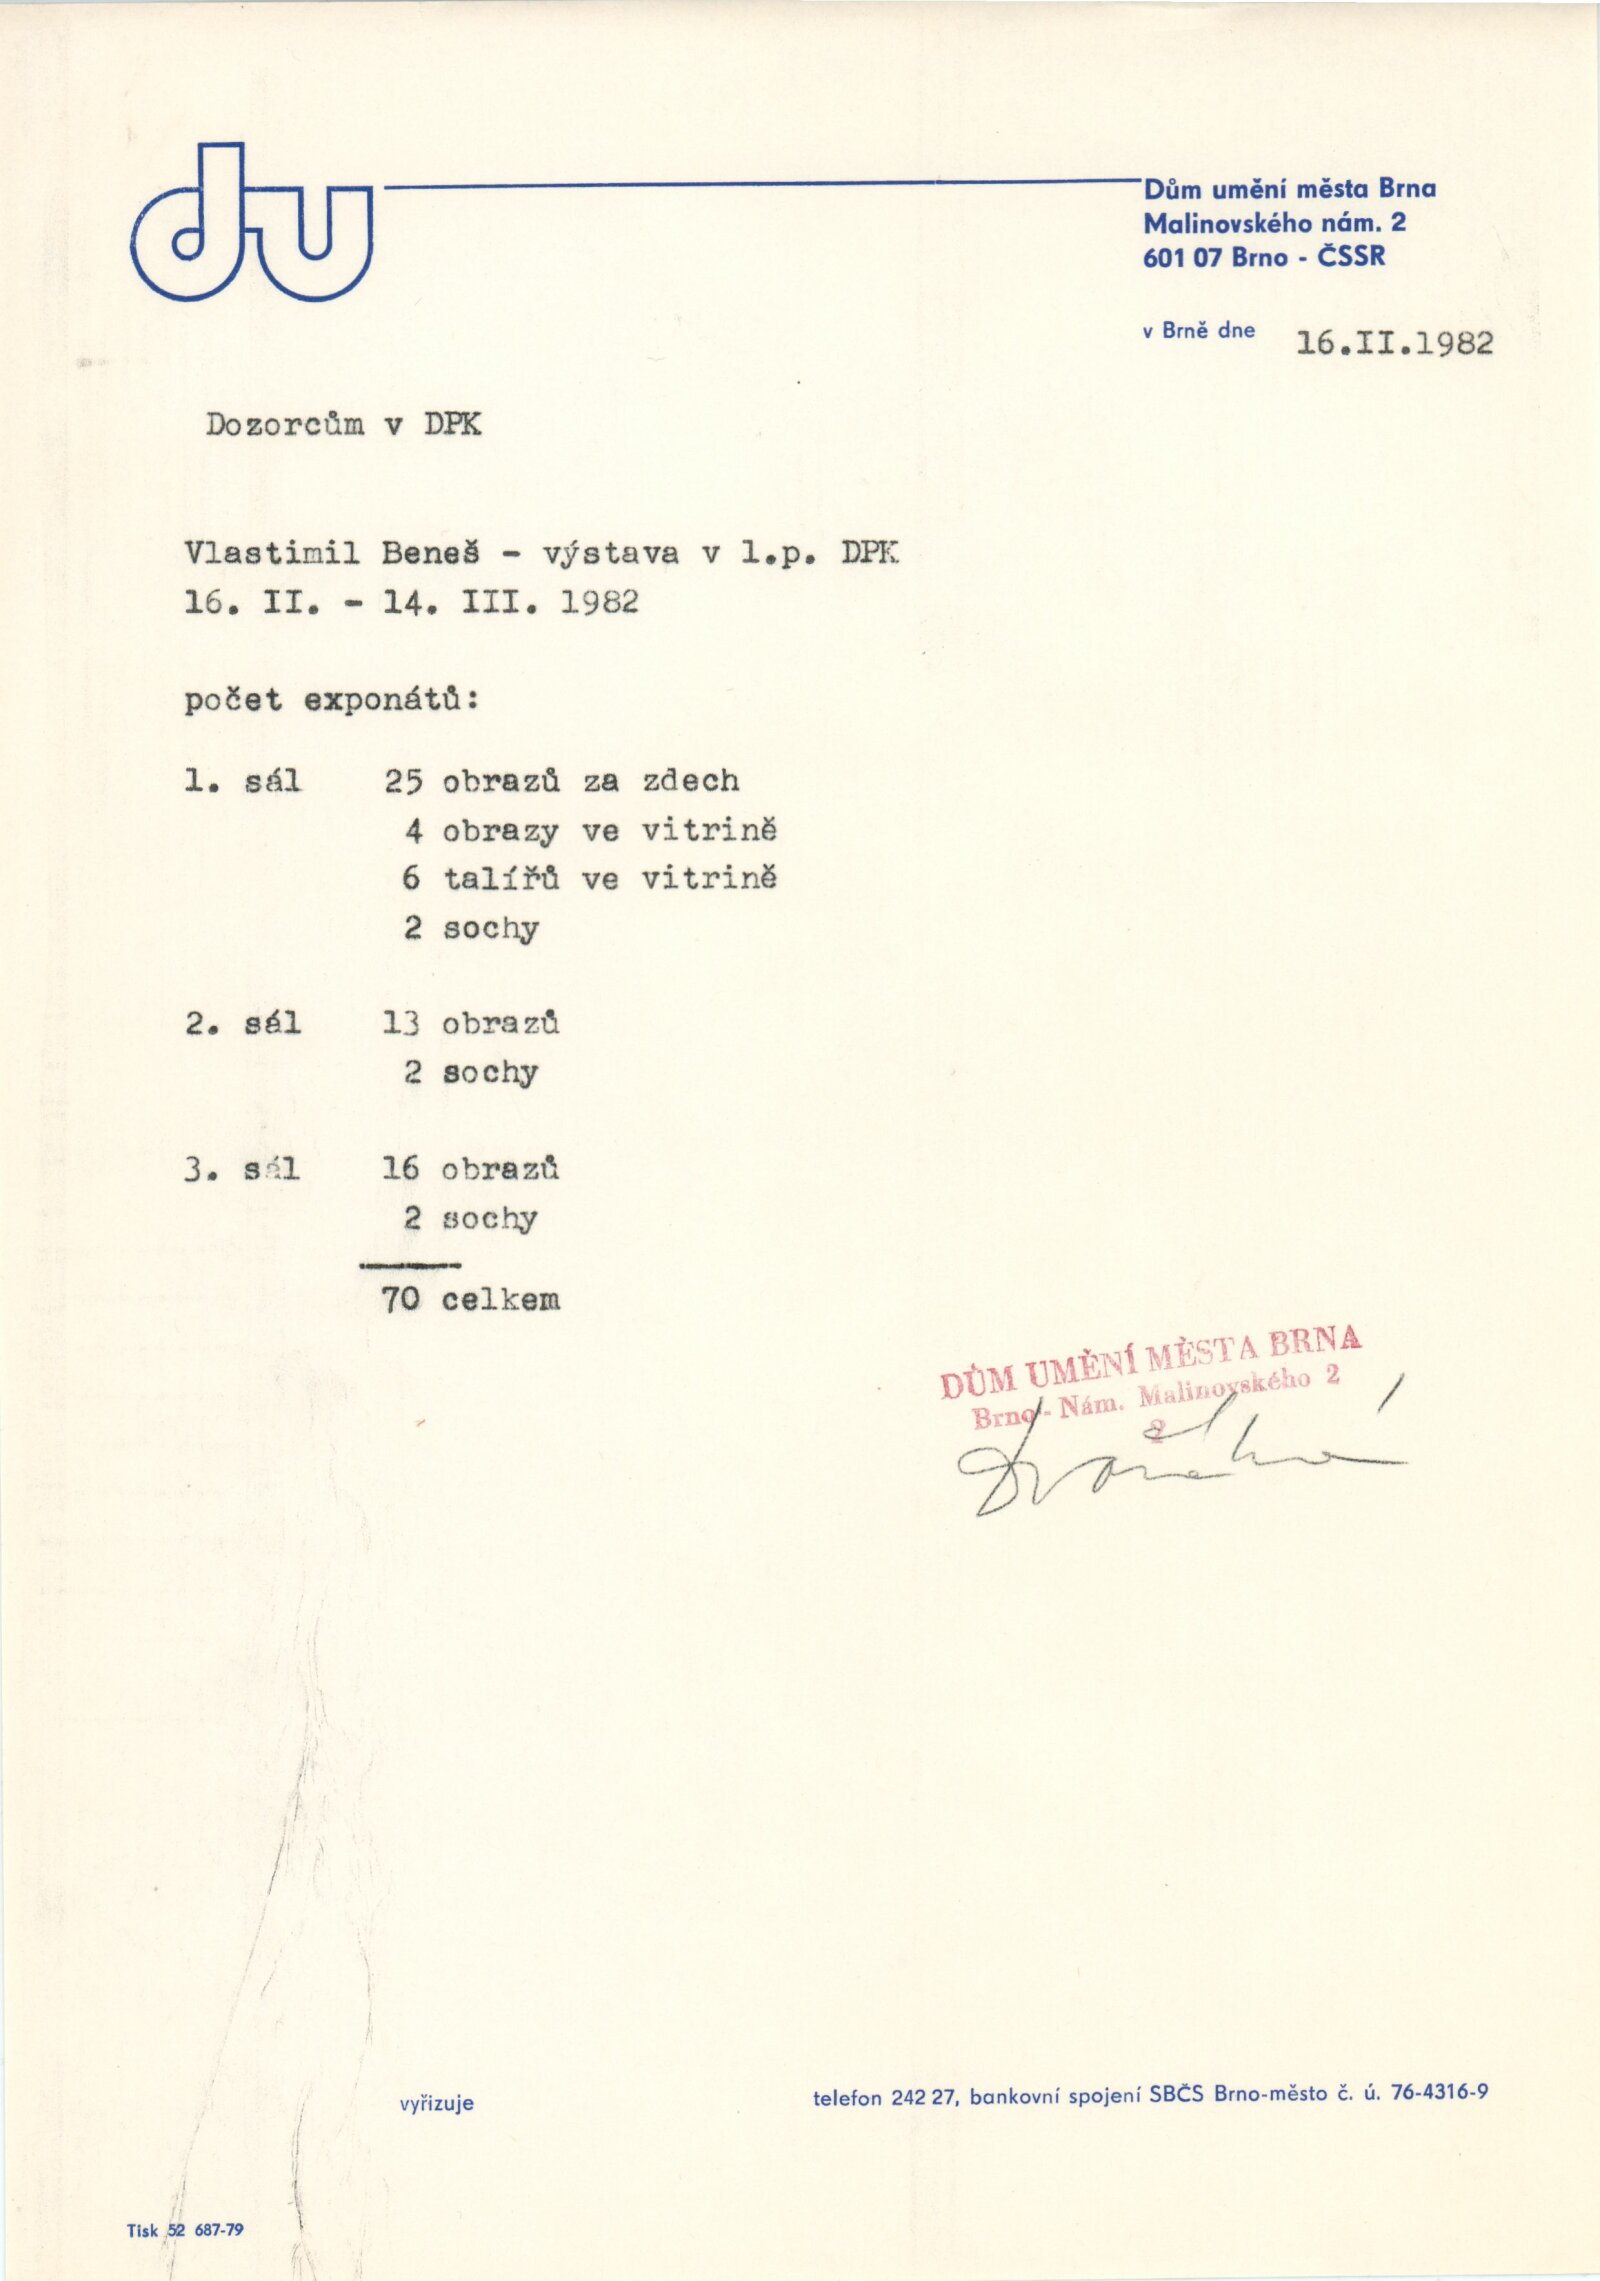 du
Dům umění města Brna
Malinovského nám. 2
601 07 Brno - ČSSR
v Brně dne 16.II.1982
Dozorcům v DPK
Vlastimil Beneš - výstava v 1.p. DPK
16. II. - 14. III. 1982
počet exponátů:
1. sál 25 obrazů za zdech
4 obrazy ve vitrině
6 talířů ve vitrině
2 sochy
2. sál 13 obrazů
2 sochy
3. sál 16 obrazů
2 sochy
70 celkem
DŮM UMĚNÍ MĚSTA BRNA
Brno - Nám. Malinovského 2
2
Dvořáková
vyřizuje
telefon 242 27, bankovní spojení SBČS Brno-město č. ú. 76-4316-9
Tisk 52 687-79